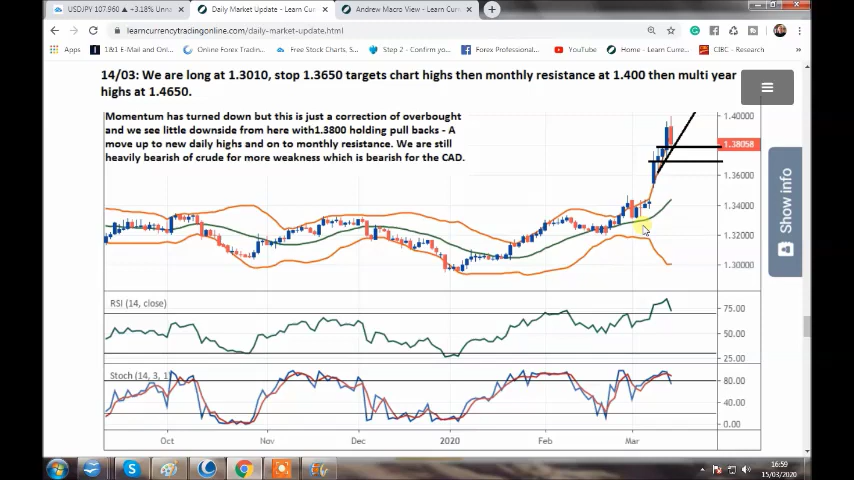 USDJPY 107.960 ▲ +3.18% Unna
Daily Market Update - Learn Curr
Andrew Macro View - Learn Curr
learncurrencytradingonline.com/daily-market-update.html
Apps
1&1 E-Mail and Onl...
Online Forex Trading...
Free Stock Charts, S...
Step 2 - Confirm yo...
Forex Professional,...
YouTube
Home - Learn Curre...
CIBC - Research
14/03: We are long at 1.3010, stop 1.3650 targets chart highs then monthly resistance at 1.400 then multi year
highs at 1.4650.
Momentum has turned down but this is just a correction of overbought
and we see little downside from here with1.3800 holding pull backs - A
move up to new daily highs and on to monthly resistance. We are still
heavily bearish of crude for more weakness which is bearish for the CAD.
1.40000
1.38058
1.36000
1.34000
1.32000
1.30000
Show info
RSI (14, close)
75.00
50.00
25.00
Stoch (14, 3, 1)
80.00
40.00
0.00
Oct
Nov
Dec
2020
Feb
Mar
16:59
15/03/2020